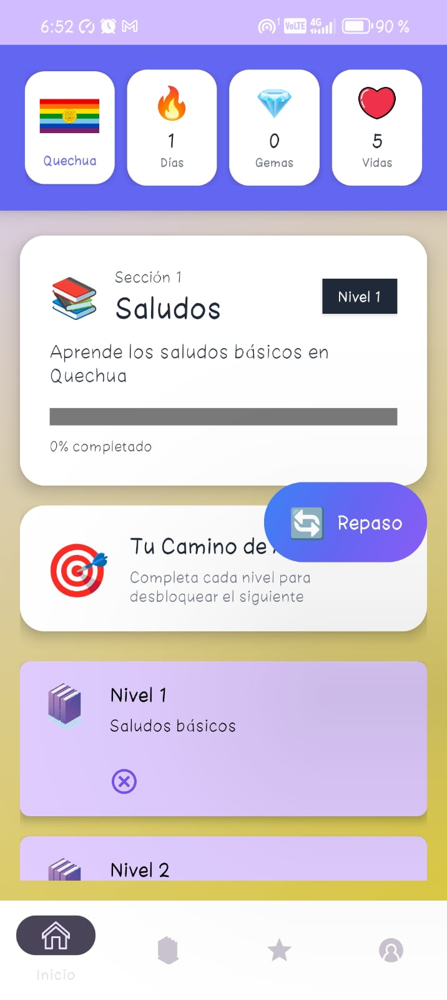 6:52
VoLTE 4G 90 %
Quechua
1
Días
0
Gemas
5
Vidas
Sección 1
Saludos
Nivel 1
Aprende los saludos básicos en
Quechua
0% completado
Repaso
Tu Camino de
Completa cada nivel para
desbloquear el siguiente
Nivel 1
Saludos básicos
Nivel 2
Inicio